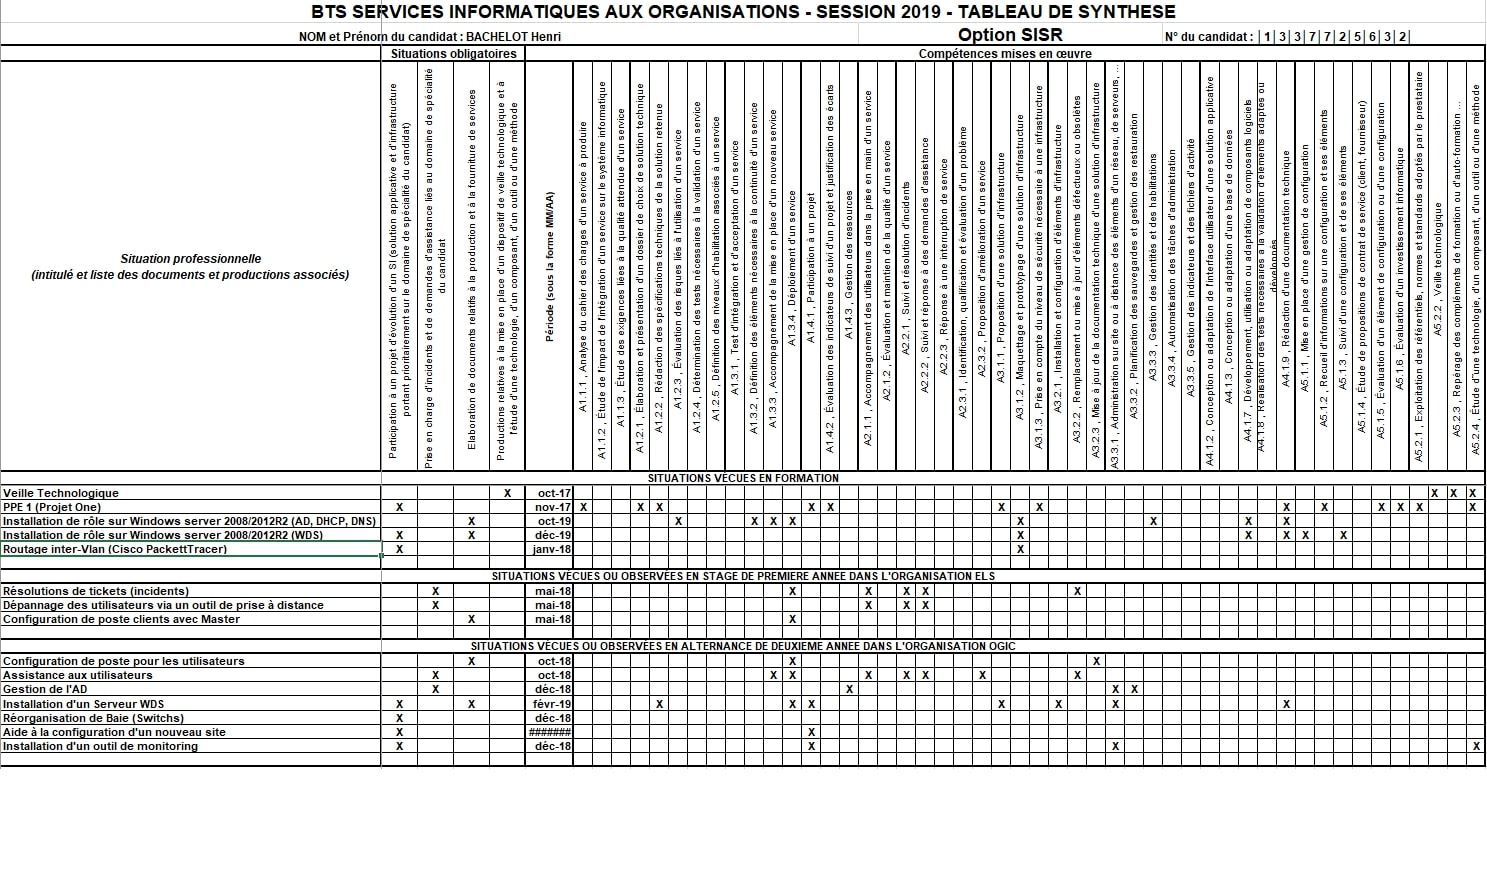 BTS SERVICES INFORMATIQUES AUX ORGANISATIONS - SESSION 2019 - TABLEAU DE SYNTHESE
NOM et Prénom du candidat : BACHELOT Henri Option SISR N° du candidat : | 1| 3| 3| 7| 7| 2| 5| 6| 3| 2|
Situations obligatoires Compétences mises en œuvre
Situation professionnelle
(intitulé et liste des documents et productions associés)
Participation à un projet d'évolution d'un SI (solution applicative et d'infrastructure
portant prioritairement sur le domaine de spécialité du candidat)
Prise en charge d'incidents et de demandes d'assistance liés au domaine de spécialité
du candidat
Elaboration de documents relatifs à la production et à la fourniture de services
Productions relatives à la mise en place d'un dispositif de veille technologique et à
l'étude d'une technologie, d'un composant, d'un outil ou d'une méthode
Période (sous la forme MM/AA)
A1.1.1 , Analyse du cahier des charges d'un service à produire
A1.1.2 , Étude de l'impact de l'intégration d'un service sur le système informatique
A1.1.3 , Étude des exigences liées à la qualité attendue d'un service
A1.2.1 , Élaboration et présentation d'un dossier de choix de solution technique
A1.2.2 , Rédaction des spécifications techniques de la solution retenue
A1.2.3 , Évaluation des risques liés à l'utilisation d'un service
A1.2.4 , Détermination des tests nécessaires à la validation d'un service
A1.2.5 , Définition des niveaux d'habilitation associés à un service
A1.3.1 , Test d'intégration et d'acceptation d'un service
A1.3.2 , Définition des éléments nécessaires à la continuité d'un service
A1.3.3 , Accompagnement de la mise en place d'un nouveau service
A1.3.4 , Déploiement d'un service
A1.4.1 , Participation à un projet
A1.4.2 , Évaluation des indicateurs de suivi d'un projet et justification des écarts
A1.4.3 , Gestion des ressources
A2.1.1 , Accompagnement des utilisateurs dans la prise en main d'un service
A2.1.2 , Évaluation et maintien de la qualité d'un service
A2.2.1 , Suivi et résolution d'incidents
A2.2.2 , Suivi et réponse à des demandes d'assistance
A2.2.3 , Réponse à une interruption de service
A2.3.1 , Identification, qualification et évaluation d'un problème
A2.3.2 , Proposition d'amélioration d'un service
A3.1.1 , Proposition d'une solution d'infrastructure
A3.1.2 , Maquettage et prototypage d'une solution d'infrastructure
A3.1.3 , Prise en compte du niveau de sécurité nécessaire à une infrastructure
A3.2.1 , Installation et configuration d'éléments d'infrastructure
A3.2.2 , Remplacement ou mise à jour d'éléments défectueux ou obsolètes
A3.2.3 , Mise à jour de la documentation technique d'une solution d'infrastructure
A3.3.1 , Administration sur site ou à distance des éléments d'un réseau, de serveurs, ...
A3.3.2 , Planification des sauvegardes et gestion des restauration
A3.3.3 , Gestion des identités et des habilitations
A3.3.4 , Automatisation des tâches d'administration
A3.3.5 , Gestion des indicateurs et des fichiers d'activité
A4.1.2 , Conception ou adaptation de l'interface utilisateur d'une solution applicative
A4.1.3 , Conception ou adaptation d'une base de données
A4.1.7 , Développement, utilisation ou adaptation de composants logiciels
A4.1.8 , Réalisation des tests nécessaires à la validation d'éléments adaptés ou
développés
A4.1.9 , Rédaction d'une documentation technique
A5.1.1 , Mise en place d'une gestion de configuration
A5.1.2 , Recueil d'informations sur une configuration et ses éléments
A5.1.3 , Suivi d'une configuration et de ses éléments
A5.1.4 , Étude de propositions de contrat de service (client, fournisseur)
A5.1.5 , Évaluation d'un élément de configuration ou d'une configuration
A5.1.6 , Évaluation d'un investissement informatique
A5.2.1 , Exploitation des référentiels, normes et standards adoptés par le prestataire
A5.2.2 , Veille technologique
A5.2.3 , Repérage des compléments de formation ou d'auto-formation ...
A5.2.4 , Étude d'une technologie, d'un composant, d'un outil ou d'une méthode
SITUATIONS VÉCUES EN FORMATION
Veille Technologique X oct-17 X X X
PPE 1 (Projet One) X nov-17 X X X X X X X X X X X X X
Installation de rôle sur Windows server 2008/2012R2 (AD, DHCP, DNS) X oct-19 X X X X X X X X
Installation de rôle sur Windows server 2008/2012R2 (WDS) X X déc-19 X X X X X
Routage inter-Vlan (Cisco PackettTracer) X janv-18 X
SITUATIONS VÉCUES OU OBSERVÉES EN STAGE DE PREMIERE ANNEE DANS L'ORGANISATION ELS
Résolutions de tickets (incidents) X mai-18 X X X X X
Dépannage des utilisateurs via un outil de prise à distance X mai-18 X X X
Configuration de poste clients avec Master X mai-18 X
SITUATIONS VÉCUES OU OBSERVÉES EN ALTERNANCE DE DEUXIEME ANNEE DANS L'ORGANISATION OGIC
Configuration de poste pour les utilisateurs X oct-18 X X
Assistance aux utilisateurs X oct-18 X X X X X X X
Gestion de l'AD X déc-18 X X X
Installation d'un Serveur WDS X X févr-19 X X X X X X X
Réorganisation de Baie (Switchs) X déc-18
Aide à la configuration d'un nouveau site X ####### X
Installation d'un outil de monitoring X déc-18 X X X